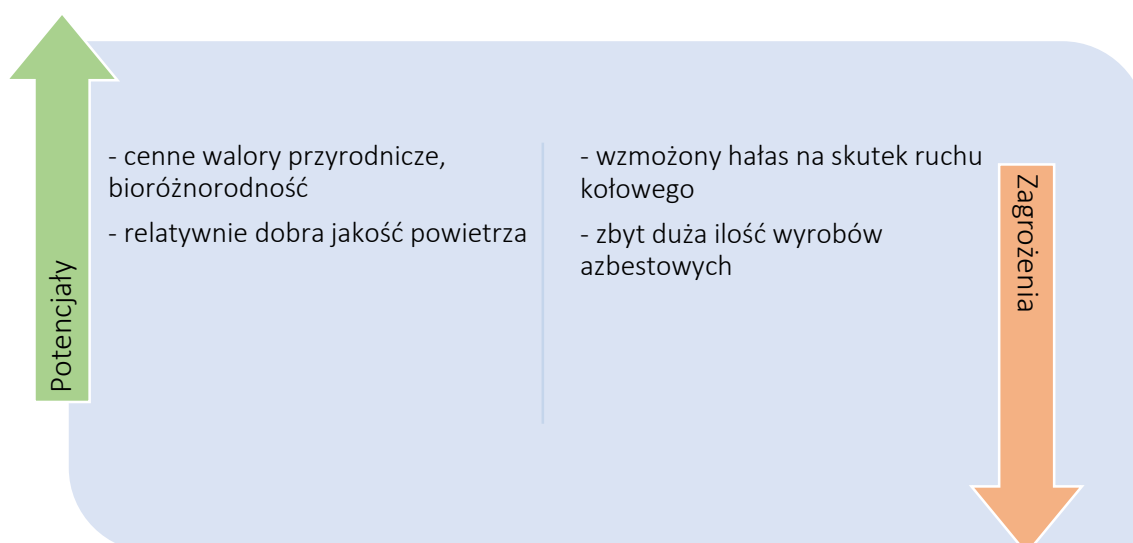 Potencjały
- cenne walory przyrodnicze,
bioróżnorodność
- relatywnie dobra jakość powietrza
- wzmożony hałas na skutek ruchu
kołowego
- zbyt duża ilość wyrobów
azbestowych
Zagrożenia